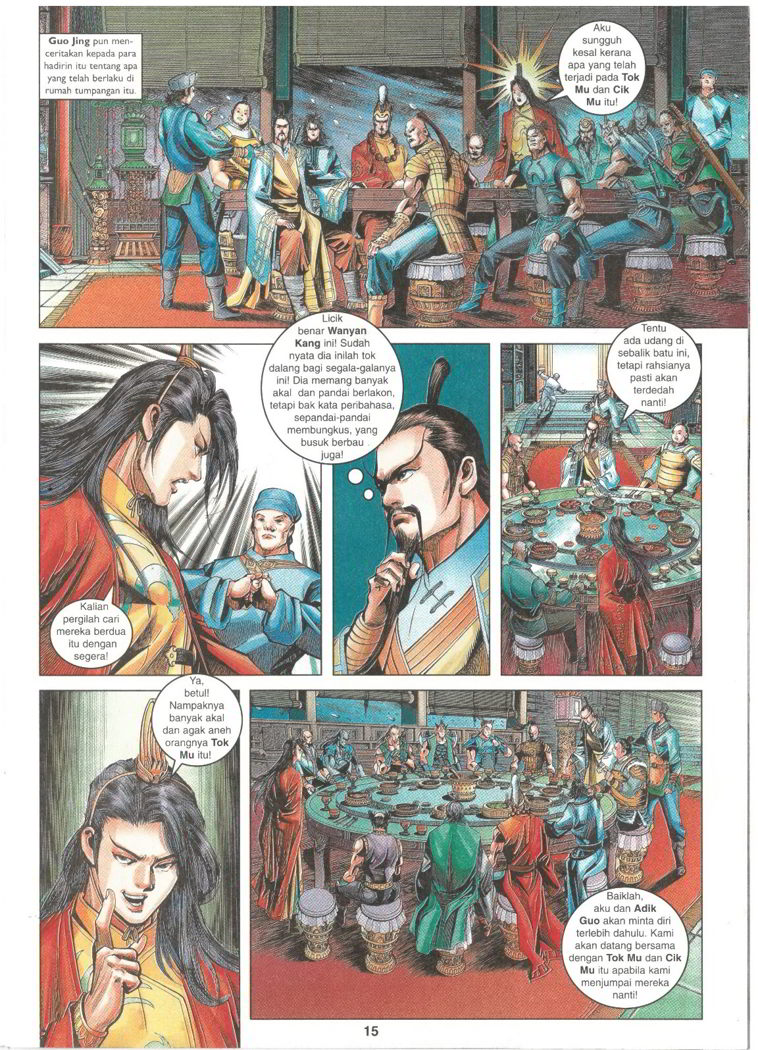 Guo Jing pun men-
ceritakan kepada para
hadirin itu tentang apa
yang telah berlaku di
rumah tumpangan itu.
Aku
sungguh
kesal kerana
apa yang telah
terjadi pada Tok
Mu dan Cik
Mu itu!
Kalian
pergilah cari
mereka berdua
itu dengan
segera!
Licik
benar Wanyan
Kang ini! Sudah
nyata dia inilah tok
dalang bagi segala-galanya
ini! Dia memang banyak
akal dan pandai berlakon,
tetapi bak kata peribahasa,
sepandai-pandai
membungkus, yang
busuk berbau
juga!
Tentu
ada udang di
sebalik batu ini,
tetapi rahsianya
pasti akan
terdedah
nanti!
Ya,
betul!
Nampaknya
banyak akal
dan agak aneh
orangnya Tok
Mu itu!
Baiklah,
aku dan Adik
Guo akan minta diri
terlebih dahulu. Kami
akan datang bersama
dengan Tok Mu dan Cik
Mu itu apabila kami
menjumpai mereka
nanti!
15